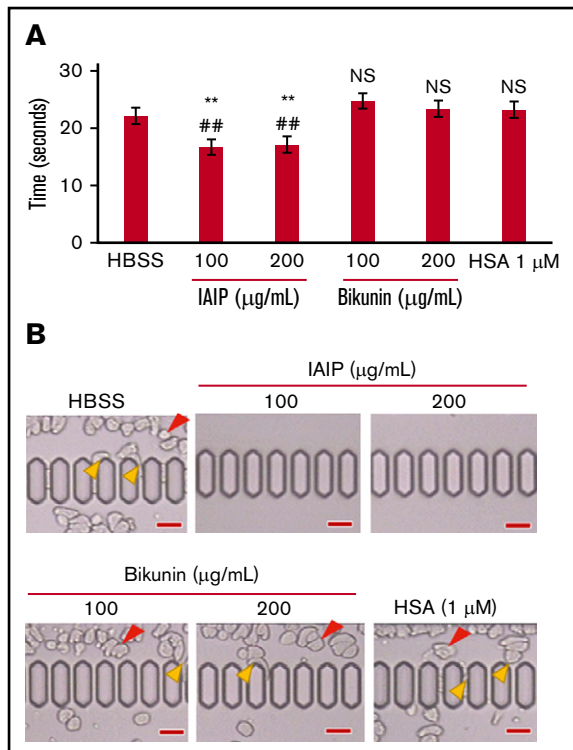 A
30
20
10
0
Time (seconds)
** ** NS NS NS
## ##
HBSS 100 200 100 200 HSA 1 μM
IAIP (μg/mL) Bikunin (μg/mL)
B
IAIP (μg/mL)
HBSS 100 200
Bikunin (μg/mL)
100 200 HSA (1 μM)